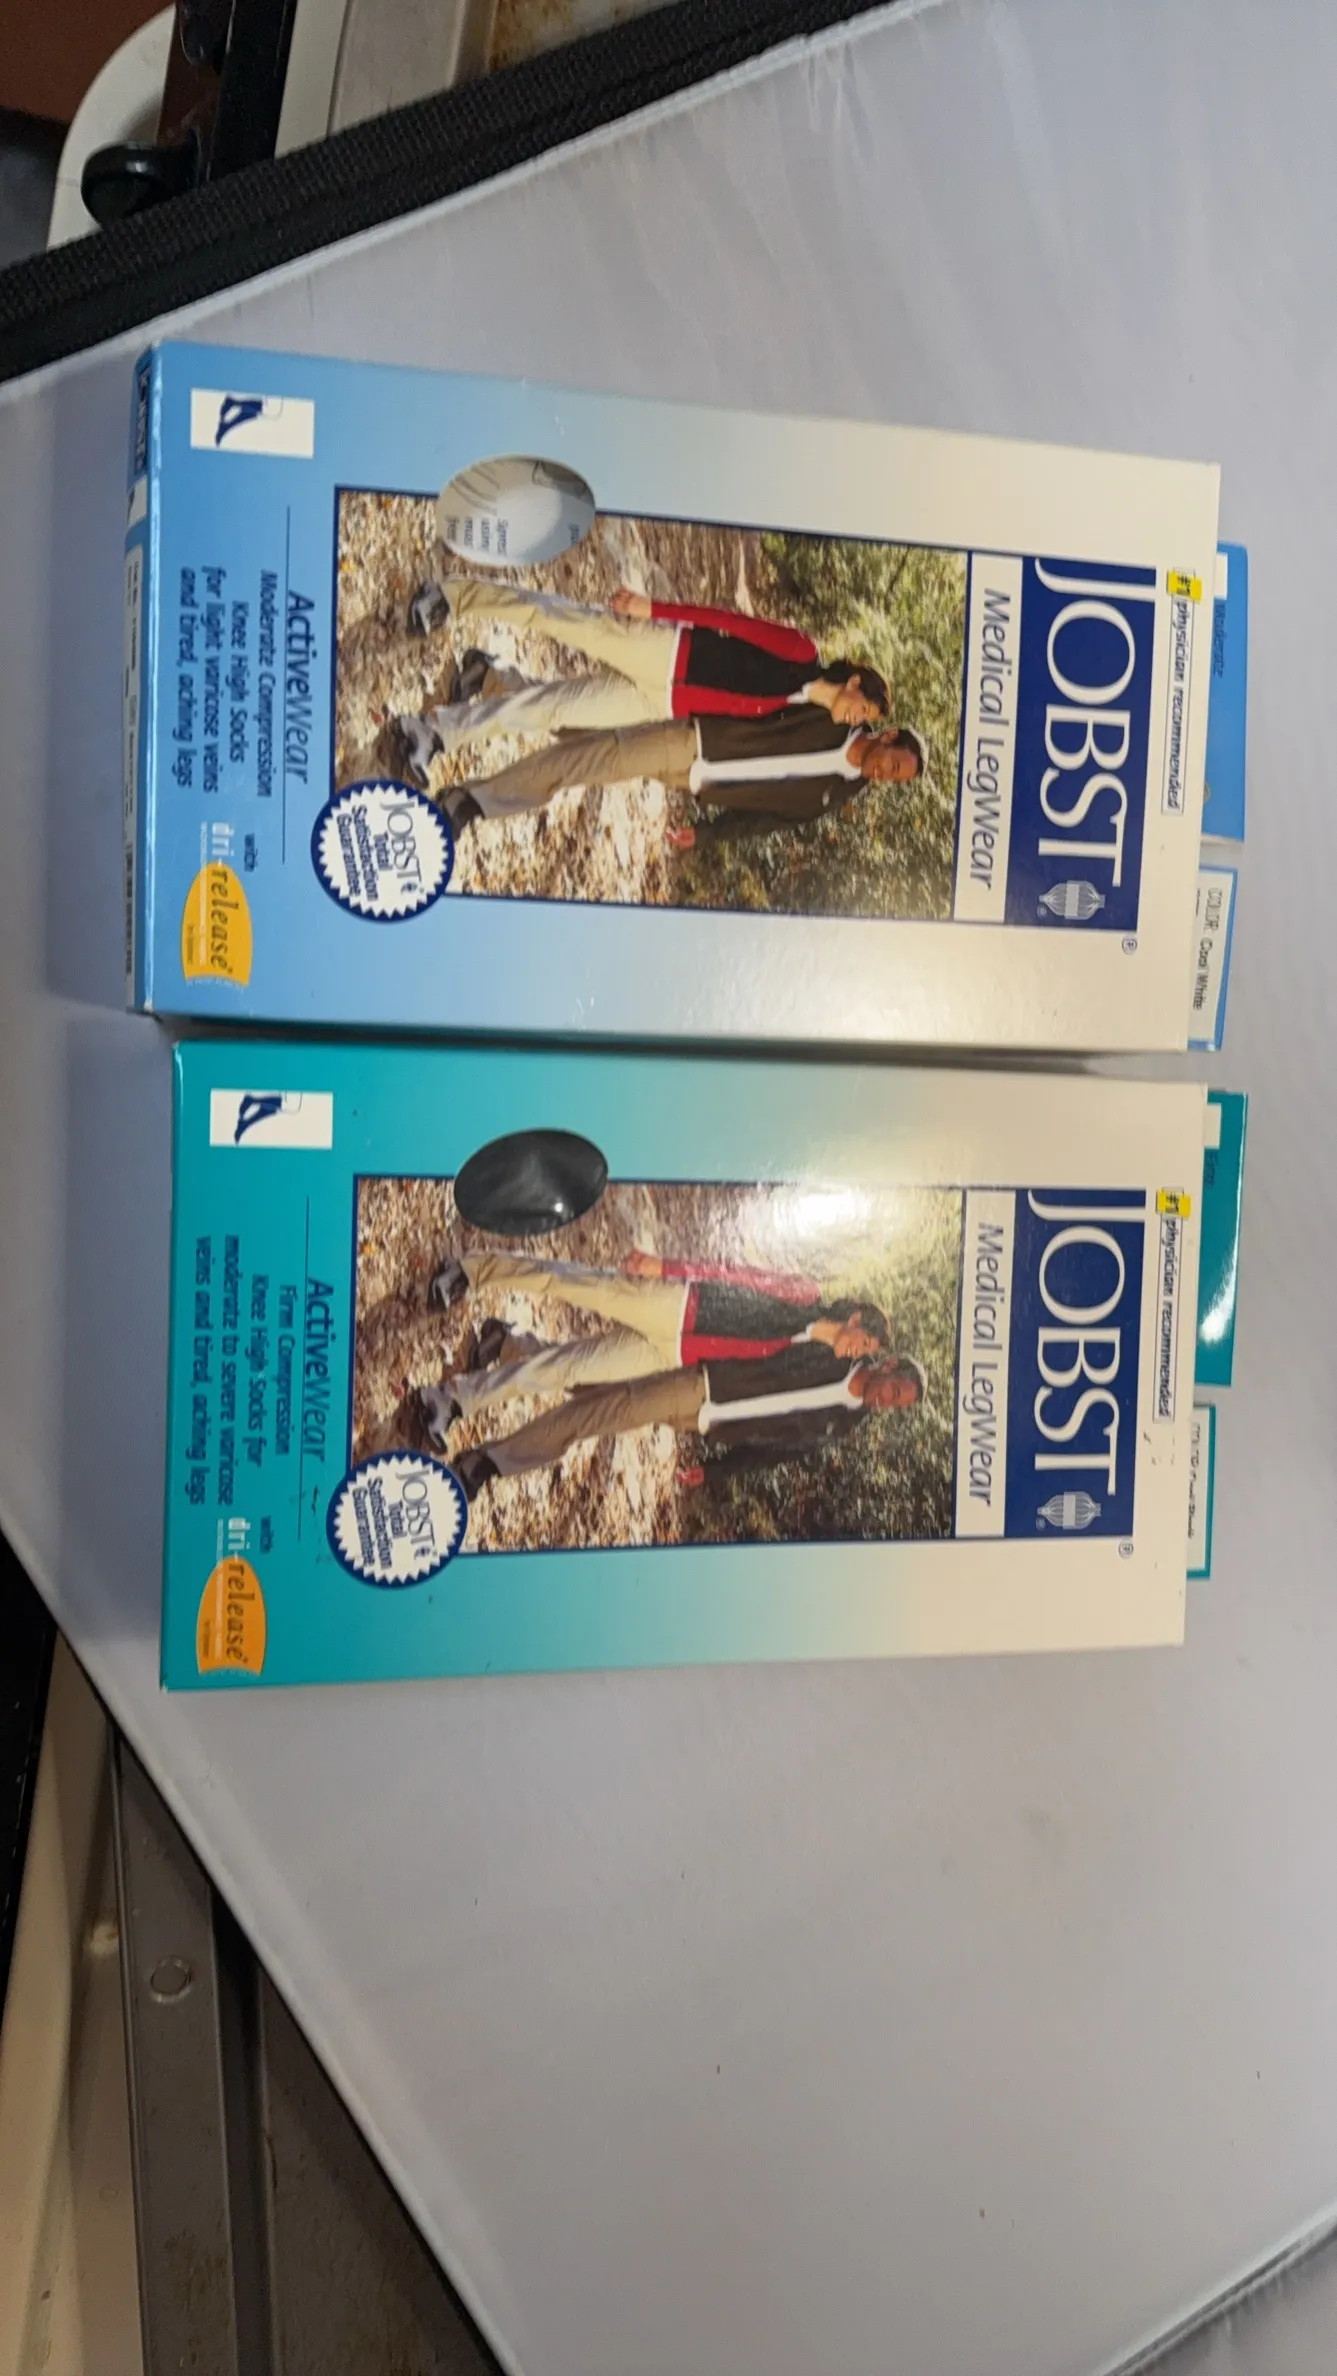 #1 physician recommended
JOBST®
Medical LegWear
JOBST
Total
Satisfaction
Guarantee
ActiveWear
Moderate Compression
Knee High Socks
for light varicose veins
and tired, aching legs
with
dri-release®
Moderate
COLOR: Cool White
#1 physician recommended
JOBST®
Medical LegWear
JOBST
Total
Satisfaction
Guarantee
ActiveWear
Firm Compression
Knee High Socks for
moderate to severe varicose
veins and tired, aching legs
with
dri-release®
Firm